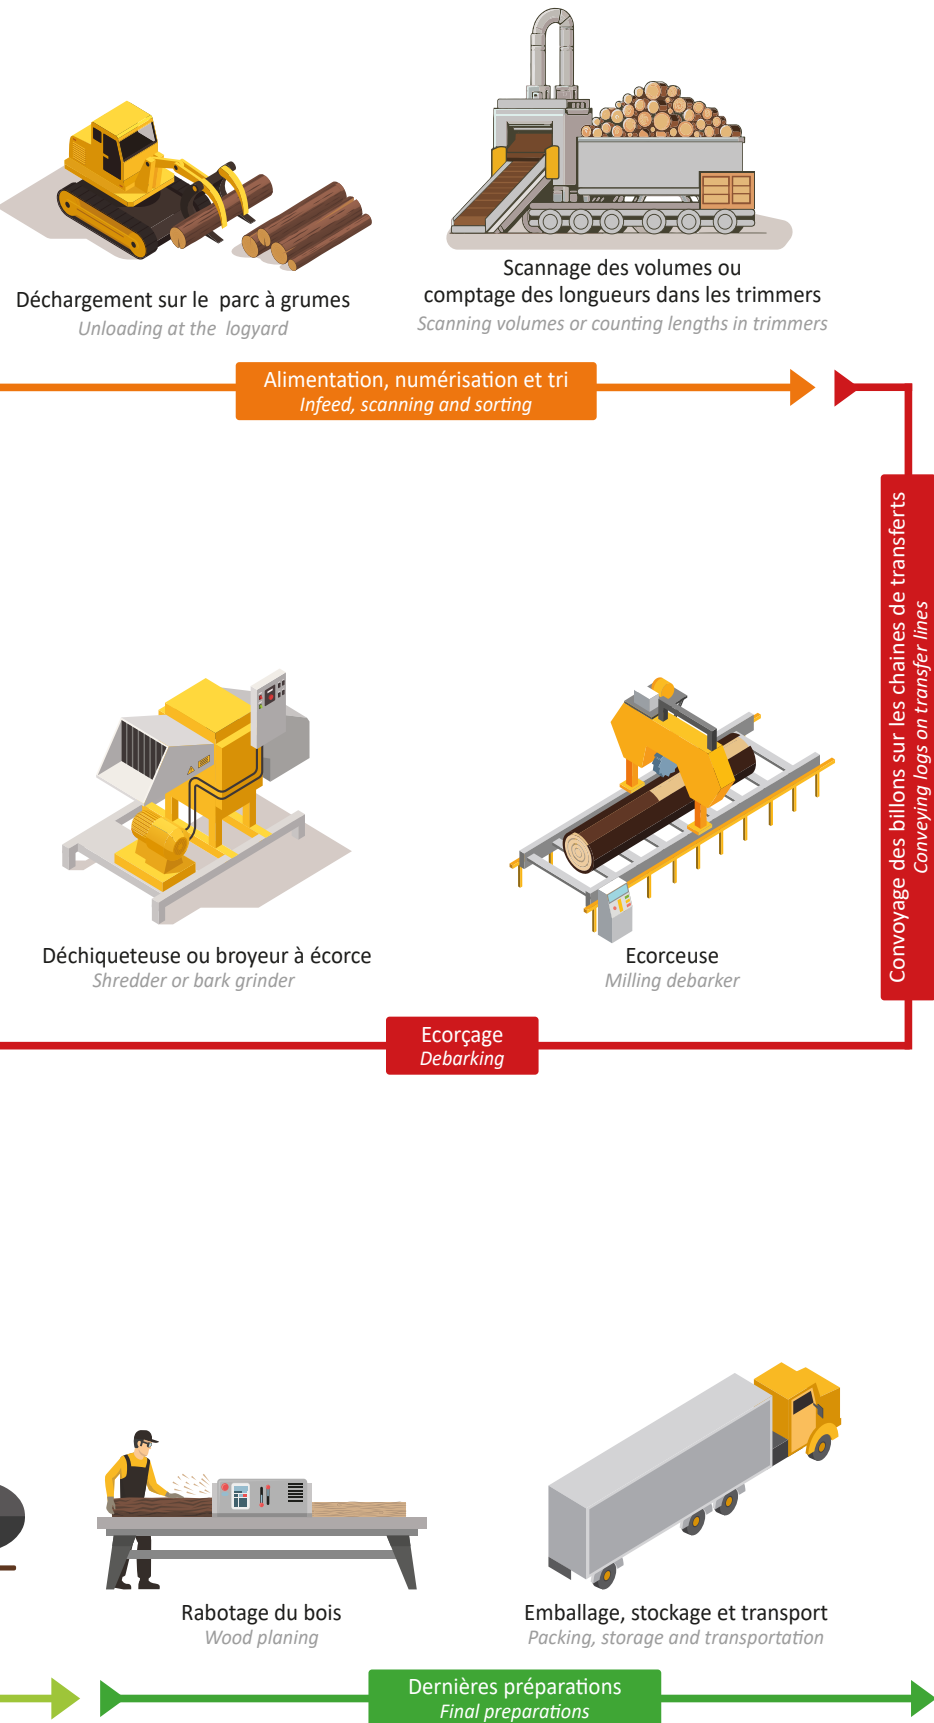 Déchargement sur le parc à grumes
Unloading at the logyard
Scannage des volumes ou
comptage des longueurs dans les trimmers
Scanning volumes or counting lengths in trimmers
Alimentation, numérisation et tri
Infeed, scanning and sorting
Convoyage des billons sur les chaines de transferts
Conveying logs on transfer lines
Déchiqueteuse ou broyeur à écorce
Shredder or bark grinder
Ecorceuse
Milling debarker
Ecorçage
Debarking
Rabotage du bois
Wood planing
Emballage, stockage et transport
Packing, storage and transportation
Dernières préparations
Final preparations